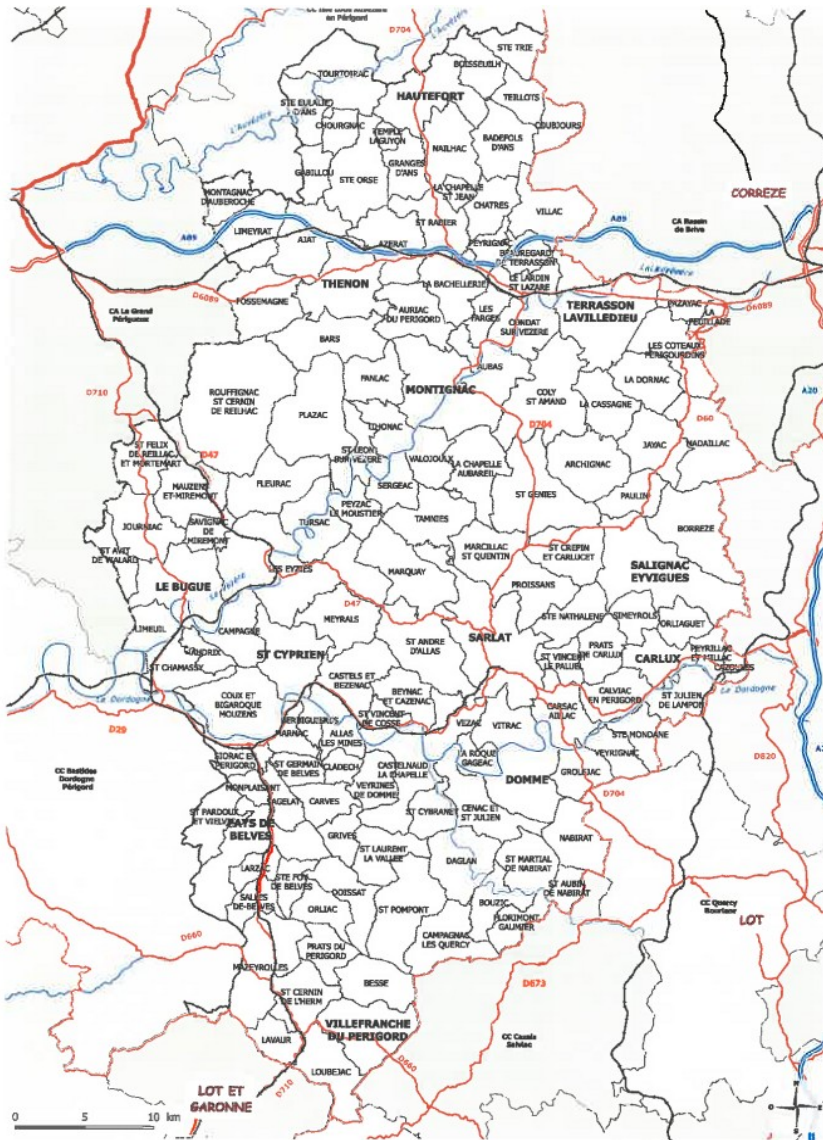 en Périgord
D704
L'Auvézère
STE TRIE
BOISSEUILH
TOURTOIRAC
HAUTEFORT
TEILLOTS
STE EULALIE
D'ANS
CHOURGNAC
COUBJOURS
L'Auvézère
TEMPLE
LAGUYON
NAILHAC
BADEFOLS
D'ANS
GABILLOU
GRANGES
D'ANS
STE ORSE
MONTAGNAC
D'AUBEROCHE
LA CHAPELLE
ST JEAN
CHATRES
CORREZE
ST RABIER
VILLAC
CA Bassin
de Brive
A89
LIMEYRAT
AJAT
AZERAT
PEYRIGNAC
BEAUREGARD
DE TERRASSON
A89
LE LARDIN
ST LAZARE
THENON
LA BACHELLERIE
D6089
FOSSEMAGNE
CA Le Grand
Périgueux
AURIAC
DU PERIGORD
LES
FARGES
CONDAT
SUR VEZERE
TERRASSON
LAVILLEDIEU
PAZAYAC
LA
FEUILLADE
D6089
BARS
LES COTEAUX
PERIGOURDINS
AUBAS
FANLAC
MONTIGNAC
LA DORNAC
D710
ROUFFIGNAC
ST CERNIN
DE REILHAC
PLAZAC
COLY
ST AMAND
LA CASSAGNE
A20
THONAC
D704
D60
ST FELIX
DE REILLAC
ET MORTEMART
D47
ST LEON
SUR VEZERE
VALOJOULX
LA CHAPELLE
AUBAREIL
ARCHIGNAC
JAYAC
NADAILLAC
MAUZENS
ET-MIREMONT
FLEURAC
SERGEAC
ST GENIES
PAULIN
JOURNIAC
SAVIGNAC
DE
MIREMONT
TURSAC
PEYZAC
LE MOUSTIER
TAMNIES
BORREZE
ST AVIT
DE VIALARD
MARCILLAC
ST QUENTIN
ST CREPIN
ET CARLUCET
SALIGNAC
EYVIGUES
LES EYZIES
MARQUAY
LE BUGUE
PROISSANS
La Vézère
D47
MEYRALS
STE NATHALENE
SIMEYROLS
ORLIAGUET
LIMEUIL
CAMPAGNE
ST CYPRIEN
ST ANDRE
D'ALLAS
SARLAT
ST VINCENT
LE PALUEL
PRATS
DE CARLUX
CARLUX
PEYRILLAC
ET MILLAC
CAZOULES
AUDRIX
ST CHAMASSY
CASTELS ET
BEZENAC
BEYNAC
ET CAZENAC
CALVIAC
EN PERIGORD
ST JULIEN
DE LAMPON
La Dordogne
La Dordogne
COUX ET
BIGAROQUE
MOUZENS
CARSAC
AILLAC
ST VINCENT
DE COSSE
BERBIGUIERES
MARNAC
ALLAS
LES MINES
VEZAC
VITRAC
STE MONDANE
D29
SIORAC EN
PERIGORD
ST GERMAIN
DE BELVES
CLADECH
CASTELNAUD
LA CHAPELLE
LA ROQUE
GAGEAC
VEYRIGNAC
D820
CC Bastides
Dordogne
Périgord
MONPLAISANT
VEYRINES
DE DOMME
DOMME
GROLEJAC
D704
SAGELAT
CARVES
ST CYBRANET
CENAC ET
ST JULIEN
ST PARDOUX
ET VIELVIC
PAYS DE
BELVES
GRIVES
NABIRAT
ST LAURENT
LA VALLEE
DAGLAN
ST MARTIAL
DE NABIRAT
LARZAC
STE FOY
DE BELVES
DOISSAT
ST AUBIN
DE NABIRAT
SALLES
DE-BELVES
ORLIAC
ST POMPONT
BOUZIC
FLORIMONT
GAUMIER
CC Quercy
Bouriane
LOT
CAMPAGNAC
LES QUERCY
D660
PRATS DU
PERIGORD
MAZEYROLLES
BESSE
D673
ST CERNIN
DE L'HERM
VILLEFRANCHE
DU PERIGORD
CC Cazals
Salviac
LAVAUR
LOUBEJAC
D660
D710
LOT ET
GARONNE
0 5 10 km
N
S